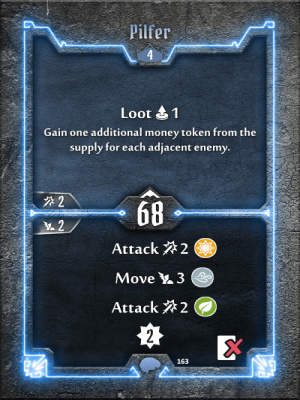 Pilfer
4
Loot 1
Gain one additional money token from the
supply for each adjacent enemy.
2
68
2
Attack 2
Move 3
Attack 2
2
163